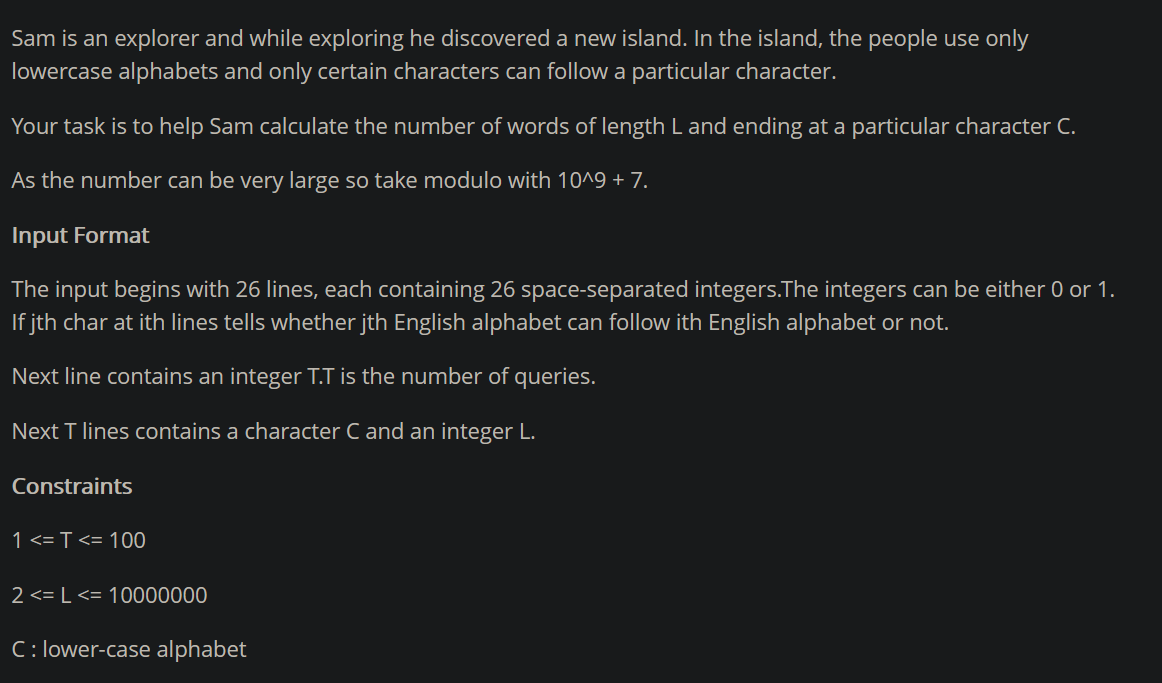 Sam is an explorer and while exploring he discovered a new island. In the island, the people use only
lowercase alphabets and only certain characters can follow a particular character.
Your task is to help Sam calculate the number of words of length L and ending at a particular character C.
As the number can be very large so take modulo with 10^9 + 7.
Input Format
The input begins with 26 lines, each containing 26 space-separated integers.The integers can be either 0 or 1.
If jth char at ith lines tells whether jth English alphabet can follow ith English alphabet or not.
Next line contains an integer T.T is the number of queries.
Next T lines contains a character C and an integer L.
Constraints
1 <= T <= 100
2 <= L <= 10000000
C : lower-case alphabet